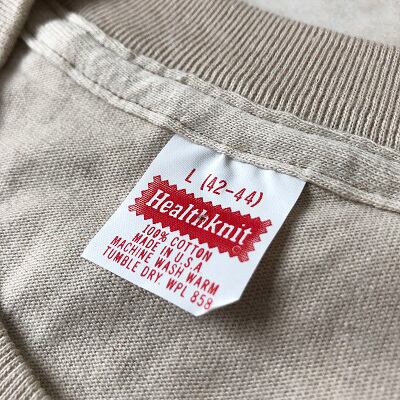 L (42-44)
Healthknit
100% COTTON
MADE IN U.S.A
MACHINE WASH WARM
TUMBLE DRY. WPL 858